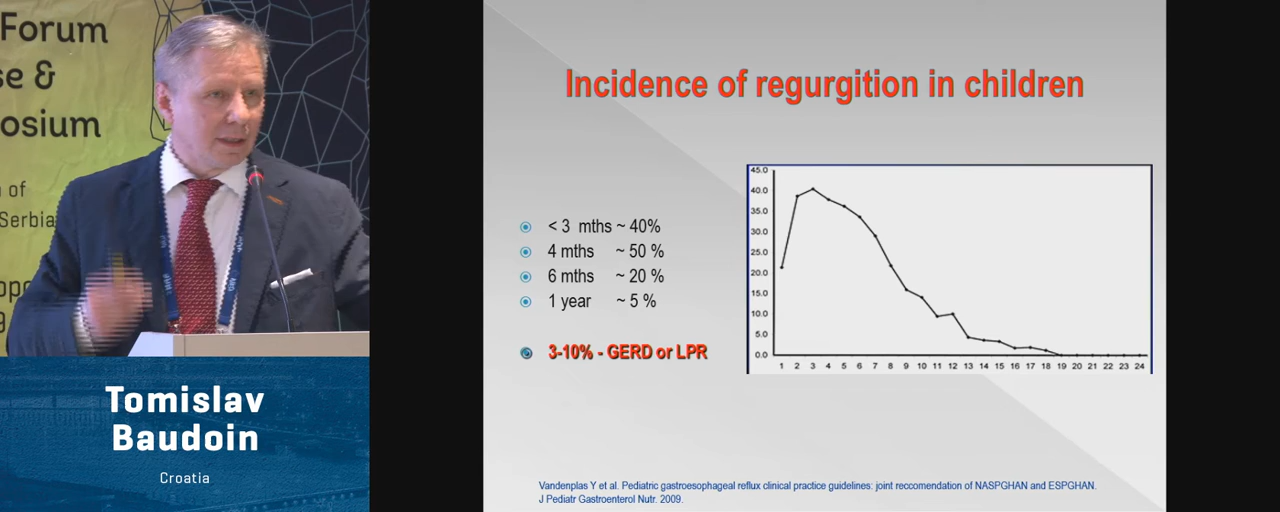 Forum
se &
posium
of
Serbia
Tomislav
Baudoin
Croatia
Incidence of regurgition in children
< 3 mths ~ 40%
4 mths ~ 50 %
6 mths ~ 20 %
1 year ~ 5 %
3-10% - GERD or LPR
45.0
40.0
35.0
30.0
25.0
20.0
15.0
10.0
5.0
0.0
1 2 3 4 5 6 7 8 9 10 11 12 13 14 15 16 17 18 19 20 21 22 23 24
Vandenplas Y et al. Pediatric gastroesophageal reflux clinical practice guidelines: joint reccomendation of NASPGHAN and ESPGHAN.
J Pediatr Gastroenterol Nutr. 2009.